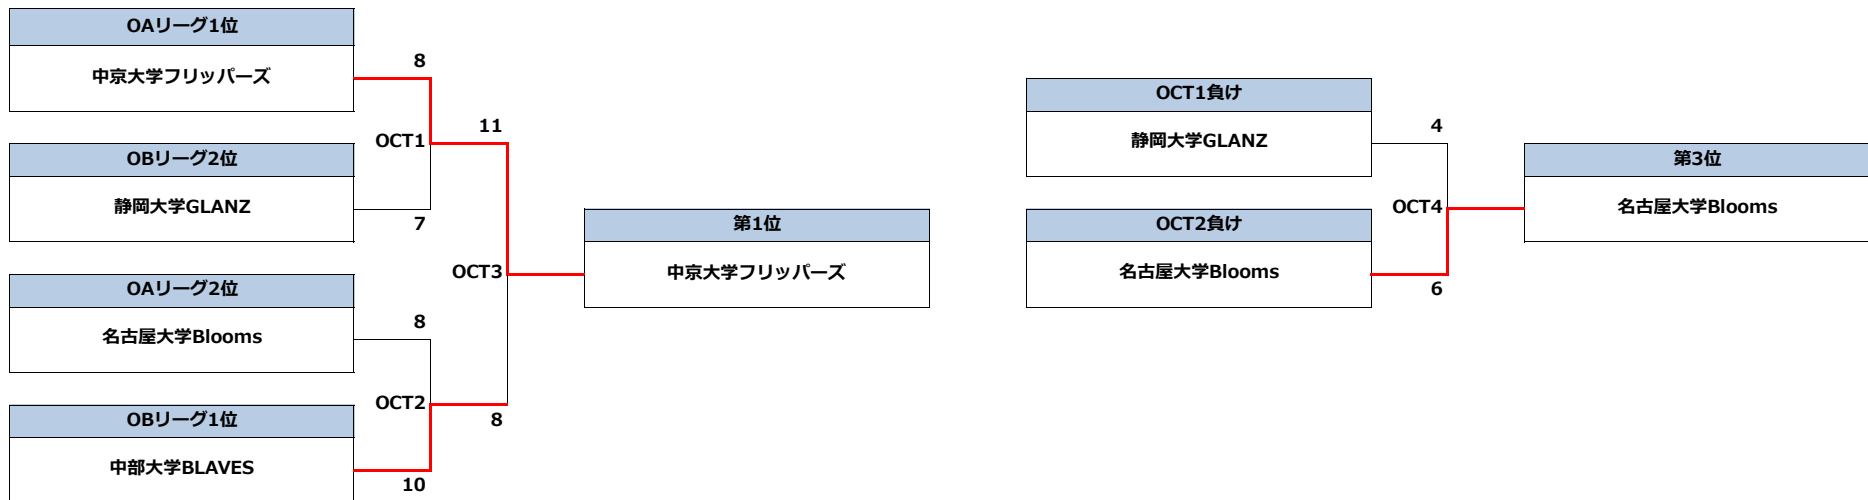 OAリーグ1位
中京大学フリッパーズ
8
OCT1
11
OBリーグ2位
静岡大学GLANZ
7
OCT3
第1位
中京大学フリッパーズ
OAリーグ2位
名古屋大学Blooms
8
OCT2
8
OBリーグ1位
中部大学BLAVES
10
OCT1負け
静岡大学GLANZ
4
OCT4
OCT2負け
名古屋大学Blooms
6
第3位
名古屋大学Blooms